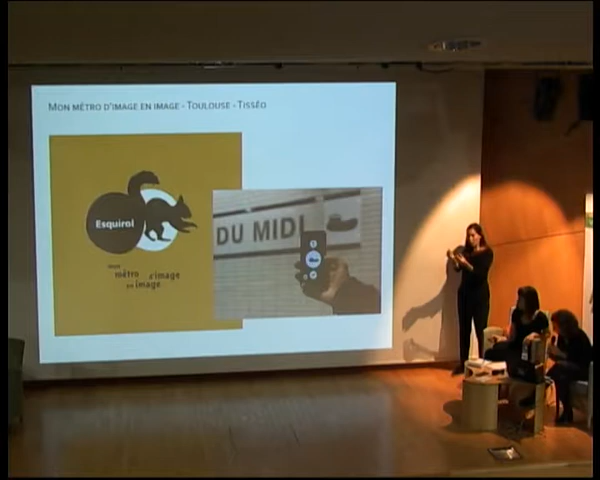 MON MÉTRO D'IMAGE EN IMAGE - TOULOUSE - TISSÉO
Esquirol
mon
métro d'image
en image
DU MIDI